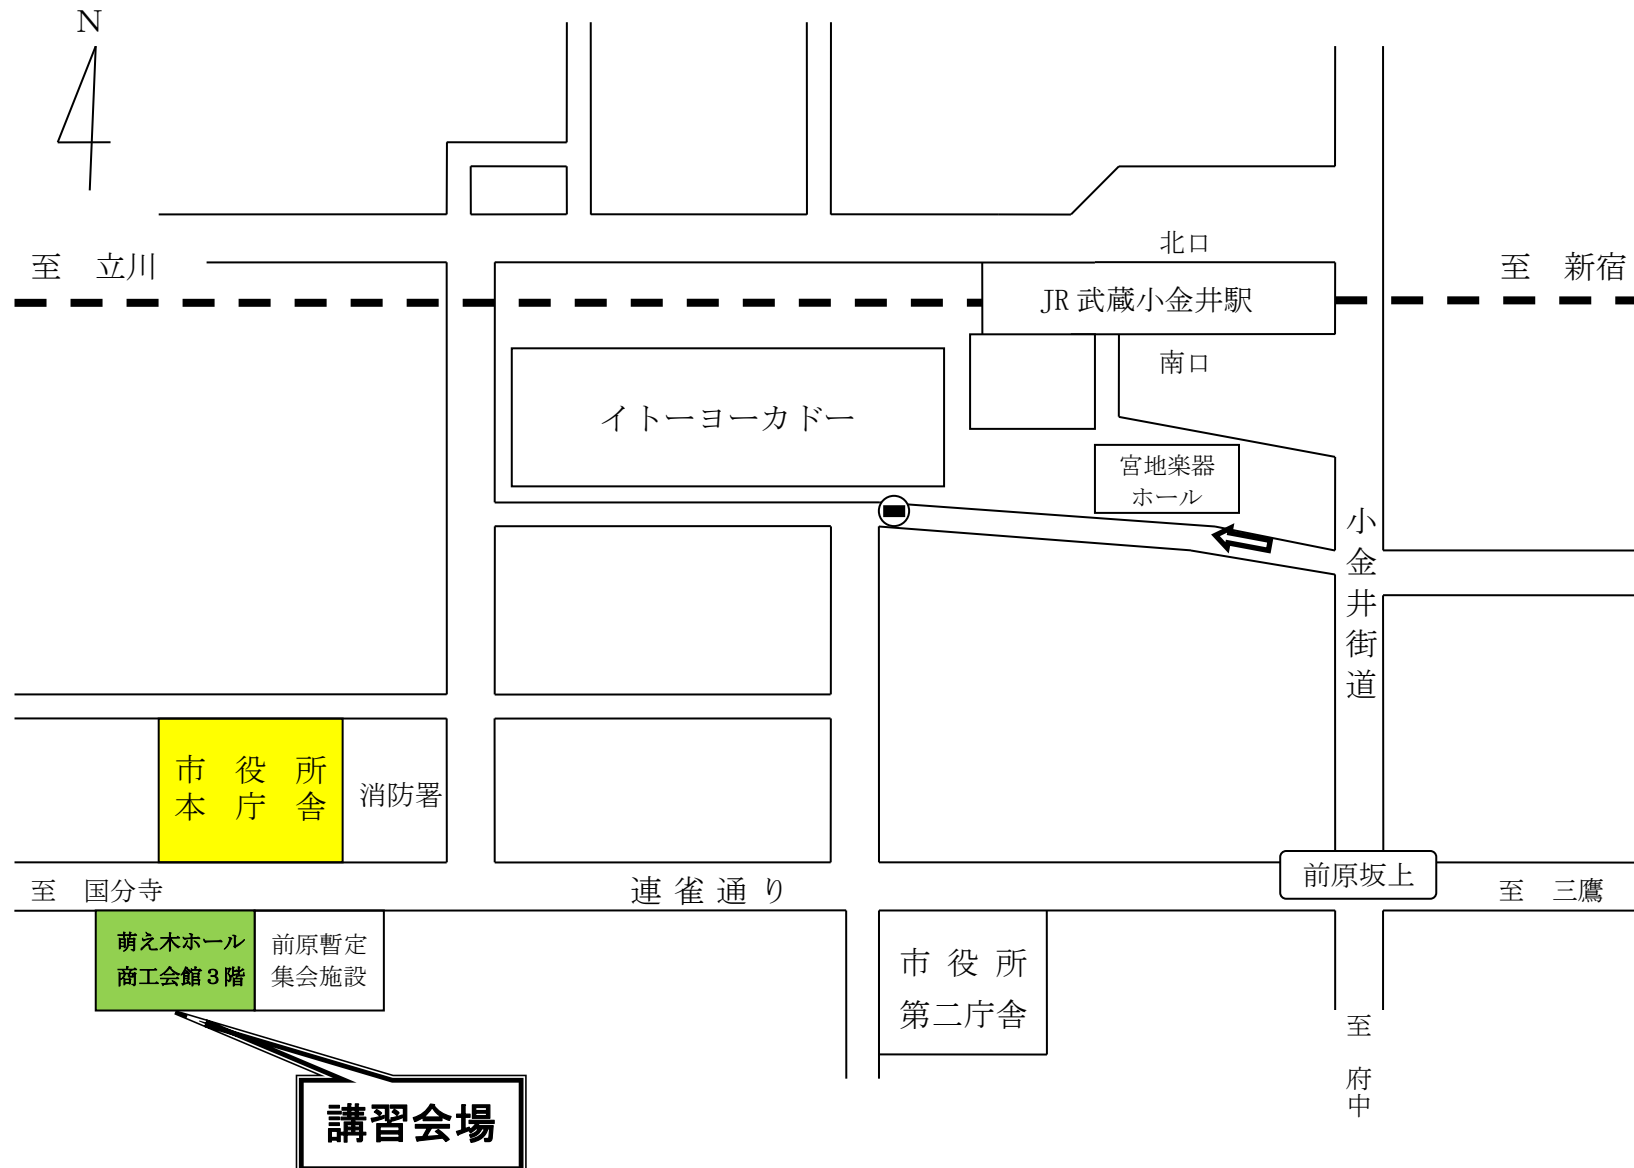 N
北口
至 立川
至 新宿
JR 武蔵小金井駅
南口
イトーヨーカドー
宮地楽器
ホール
小金井街道
市 役 所
本 庁 舎
消防署
前原坂上
至 国分寺
連 雀 通 り
至 三鷹
萌え木ホール
商工会館3階
前原暫定
集会施設
市 役 所
第二庁舎
至 府中
講習会場